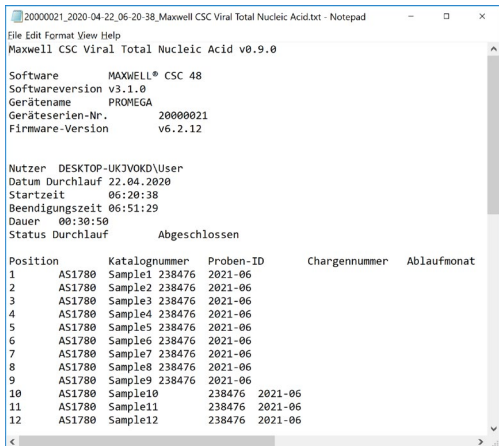 20000021_2020-04-22_06-20-38_Maxwell CSC Viral Total Nucleic Acid.txt - Notepad
File Edit Format View Help
Maxwell CSC Viral Total Nucleic Acid v0.9.0
Software MAXWELL® CSC 48
Softwareversion v3.1.0
Gerätename PROMEGA
Geräteserien-Nr. 20000021
Firmware-Version v6.2.12
Nutzer DESKTOP-UKJVOKD\User
Datum Durchlauf 22.04.2020
Startzeit 06:20:38
Beendigungszeit 06:51:29
Dauer 00:30:50
Status Durchlauf Abgeschlossen
Position Katalognummer Proben-ID Chargennummer Ablaufmonat
1 AS1780 Sample1 238476 2021-06
2 AS1780 Sample2 238476 2021-06
3 AS1780 Sample3 238476 2021-06
4 AS1780 Sample4 238476 2021-06
5 AS1780 Sample5 238476 2021-06
6 AS1780 Sample6 238476 2021-06
7 AS1780 Sample7 238476 2021-06
8 AS1780 Sample8 238476 2021-06
9 AS1780 Sample9 238476 2021-06
10 AS1780 Sample10 238476 2021-06
11 AS1780 Sample11 238476 2021-06
12 AS1780 Sample12 238476 2021-06